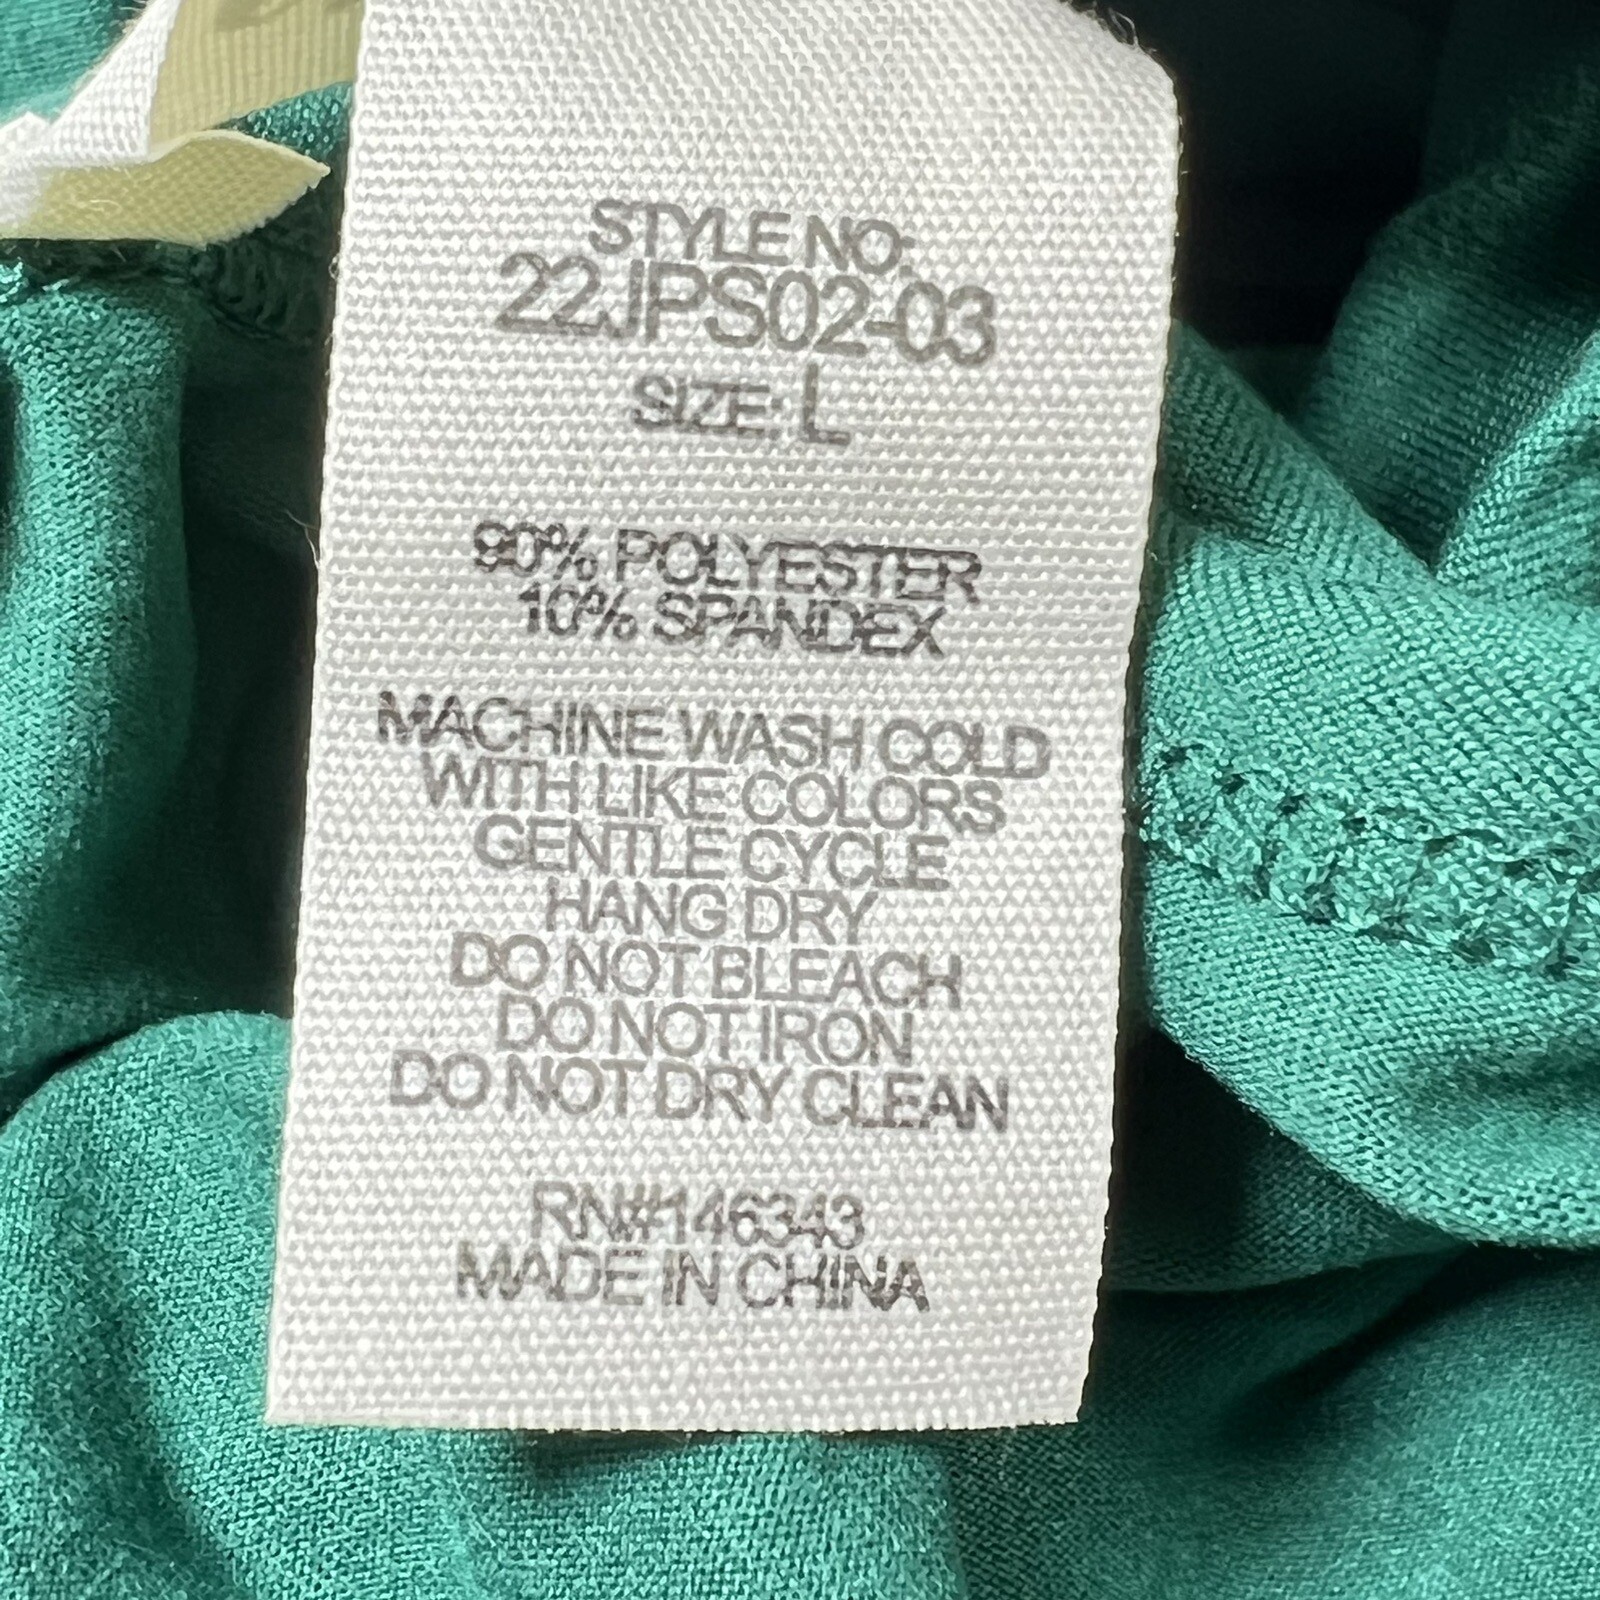 STYLE NO:
22JPS02-03
SIZE: L
90% POLYESTER
10% SPANDEX
MACHINE WASH COLD
WITH LIKE COLORS
GENTLE CYCLE
HANG DRY
DO NOT BLEACH
DO NOT IRON
DO NOT DRY CLEAN
RN#146343
MADE IN CHINA